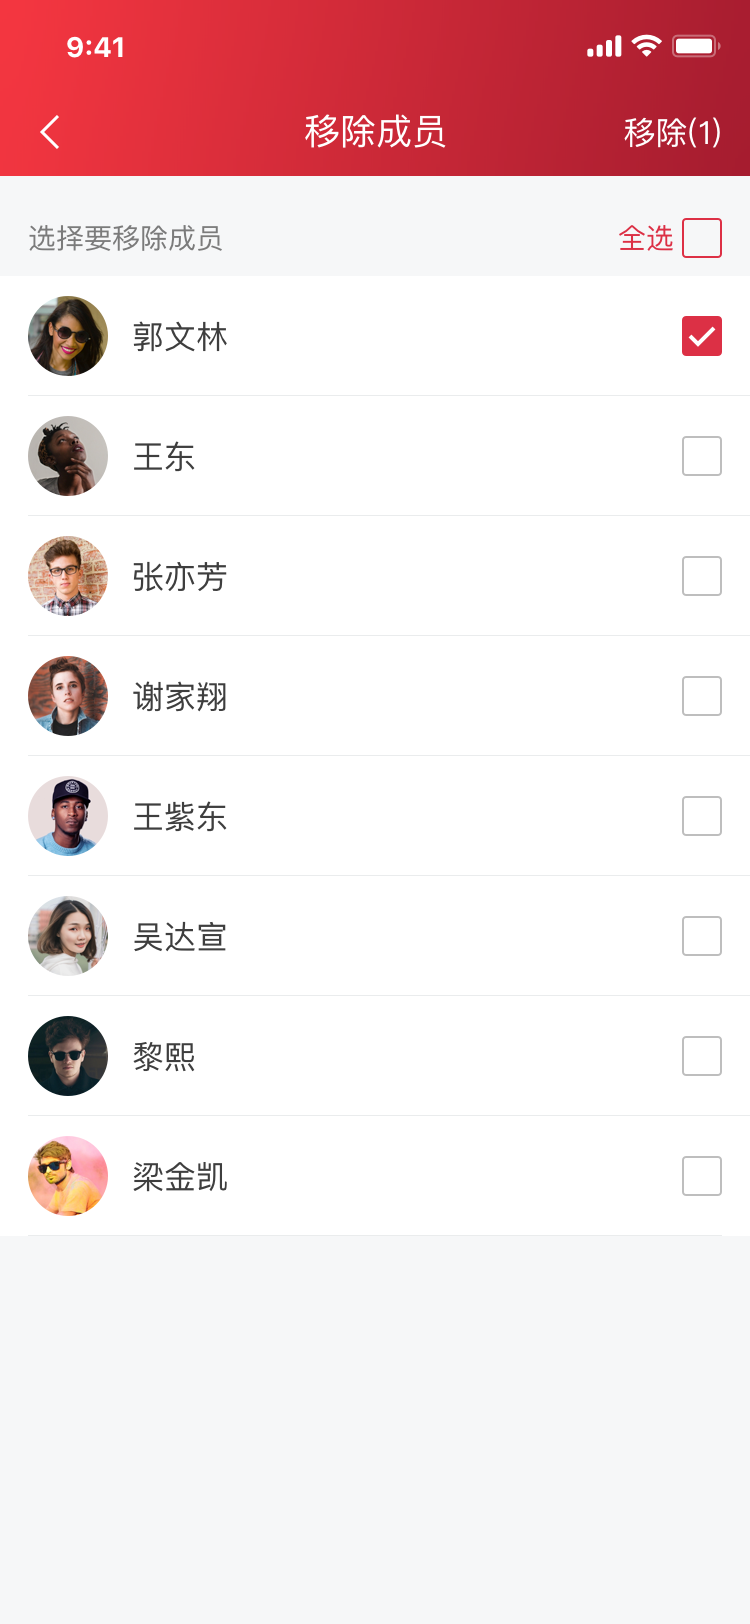 9:41
移除成员
移除(1)
选择要移除成员
全选
郭文林
王东
张亦芳
谢家翔
王紫东
吴达宣
黎熙
梁金凯